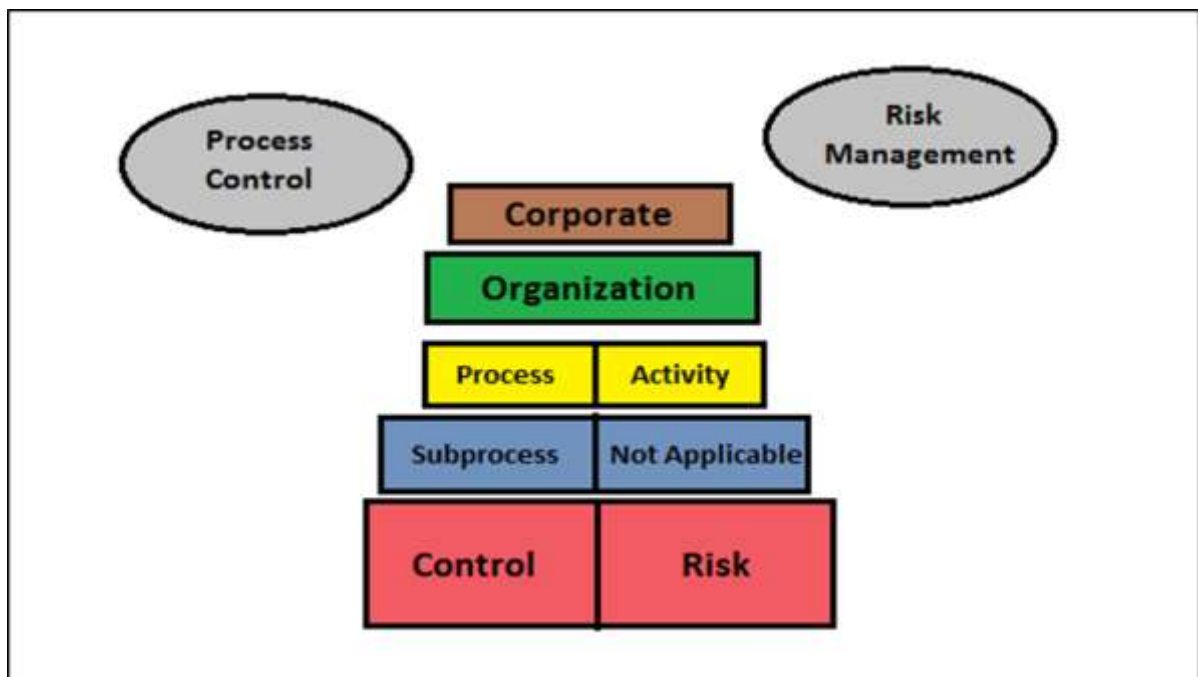 Process
Control
Risk
Management
Corporate
Organization
Process Activity
Subprocess Not Applicable
Control Risk